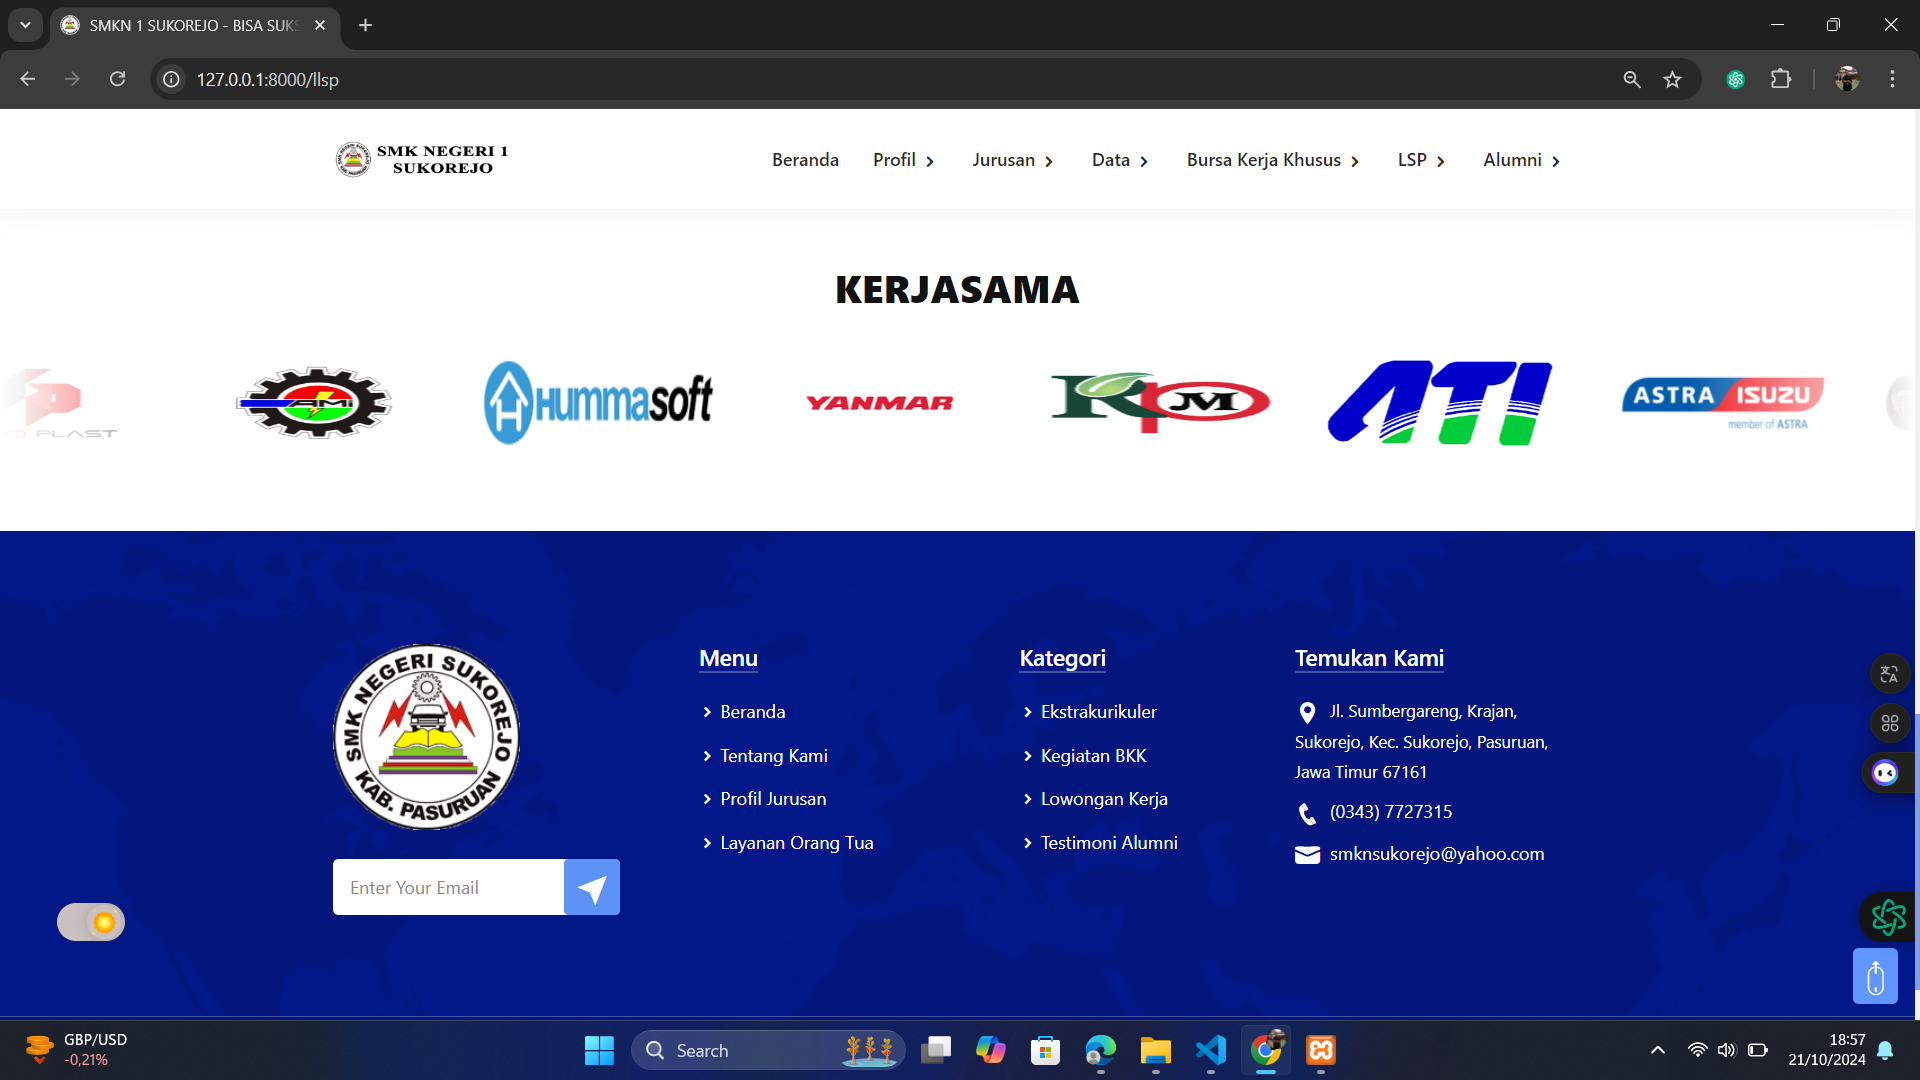 SMKN 1 SUKOREJO - BISA SUKS
127.0.0.1:8000/llsp
SMK NEGERI 1
SUKOREJO
Beranda
Profil
Jurusan
Data
Bursa Kerja Khusus
LSP
Alumni
KERJASAMA
PLAST
AMI
HUMMASOFT
YANMAR
KJM
ATI
ASTRA ISUZU
member of ASTRA
SMK NEGERI SUKOREJO
KAB. PASURUAN
Enter Your Email
Menu
Beranda
Tentang Kami
Profil Jurusan
Layanan Orang Tua
Kategori
Ekstrakurikuler
Kegiatan BKK
Lowongan Kerja
Testimoni Alumni
Temukan Kami
Jl. Sumbergareng, Krajan,
Sukorejo, Kec. Sukorejo, Pasuruan,
Jawa Timur 67161
(0343) 7727315
smknsukorejo@yahoo.com
GBP/USD
-0,21%
Search
18:57
21/10/2024